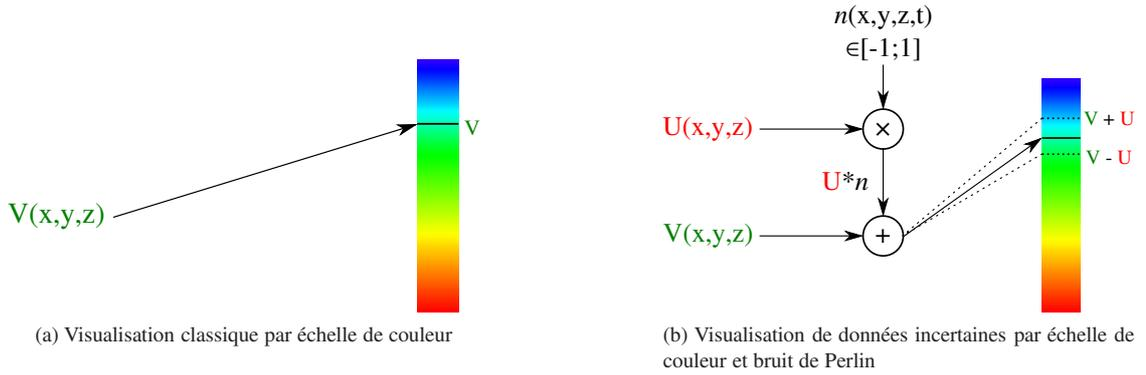 V(x,y,z)
V
(a) Visualisation classique par échelle de couleur
n(x,y,z,t)
∈[-1;1]
U(x,y,z)
×
U*n
V(x,y,z)
+
V + U
V - U
(b) Visualisation de données incertaines par échelle de
couleur et bruit de Perlin